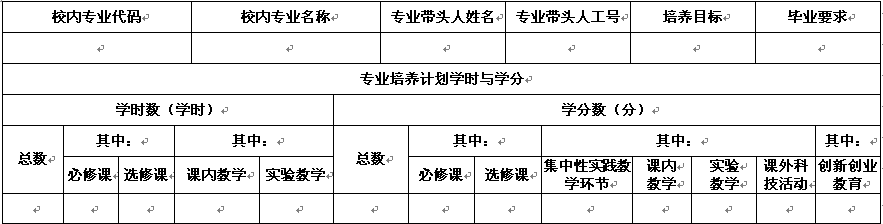 校内专业代码 校内专业名称 专业带头人姓名 专业带头人工号 培养目标 毕业要求
专业培养计划学时与学分
学时数（学时） 学分数（分）
总数 其中： 其中： 总数 其中： 其中： 其中：
必修课 选修课 课内教学 实验教学 必修课 选修课 集中性实践教学环节 课内教学 实验教学 课外科技活动 创新创业教育